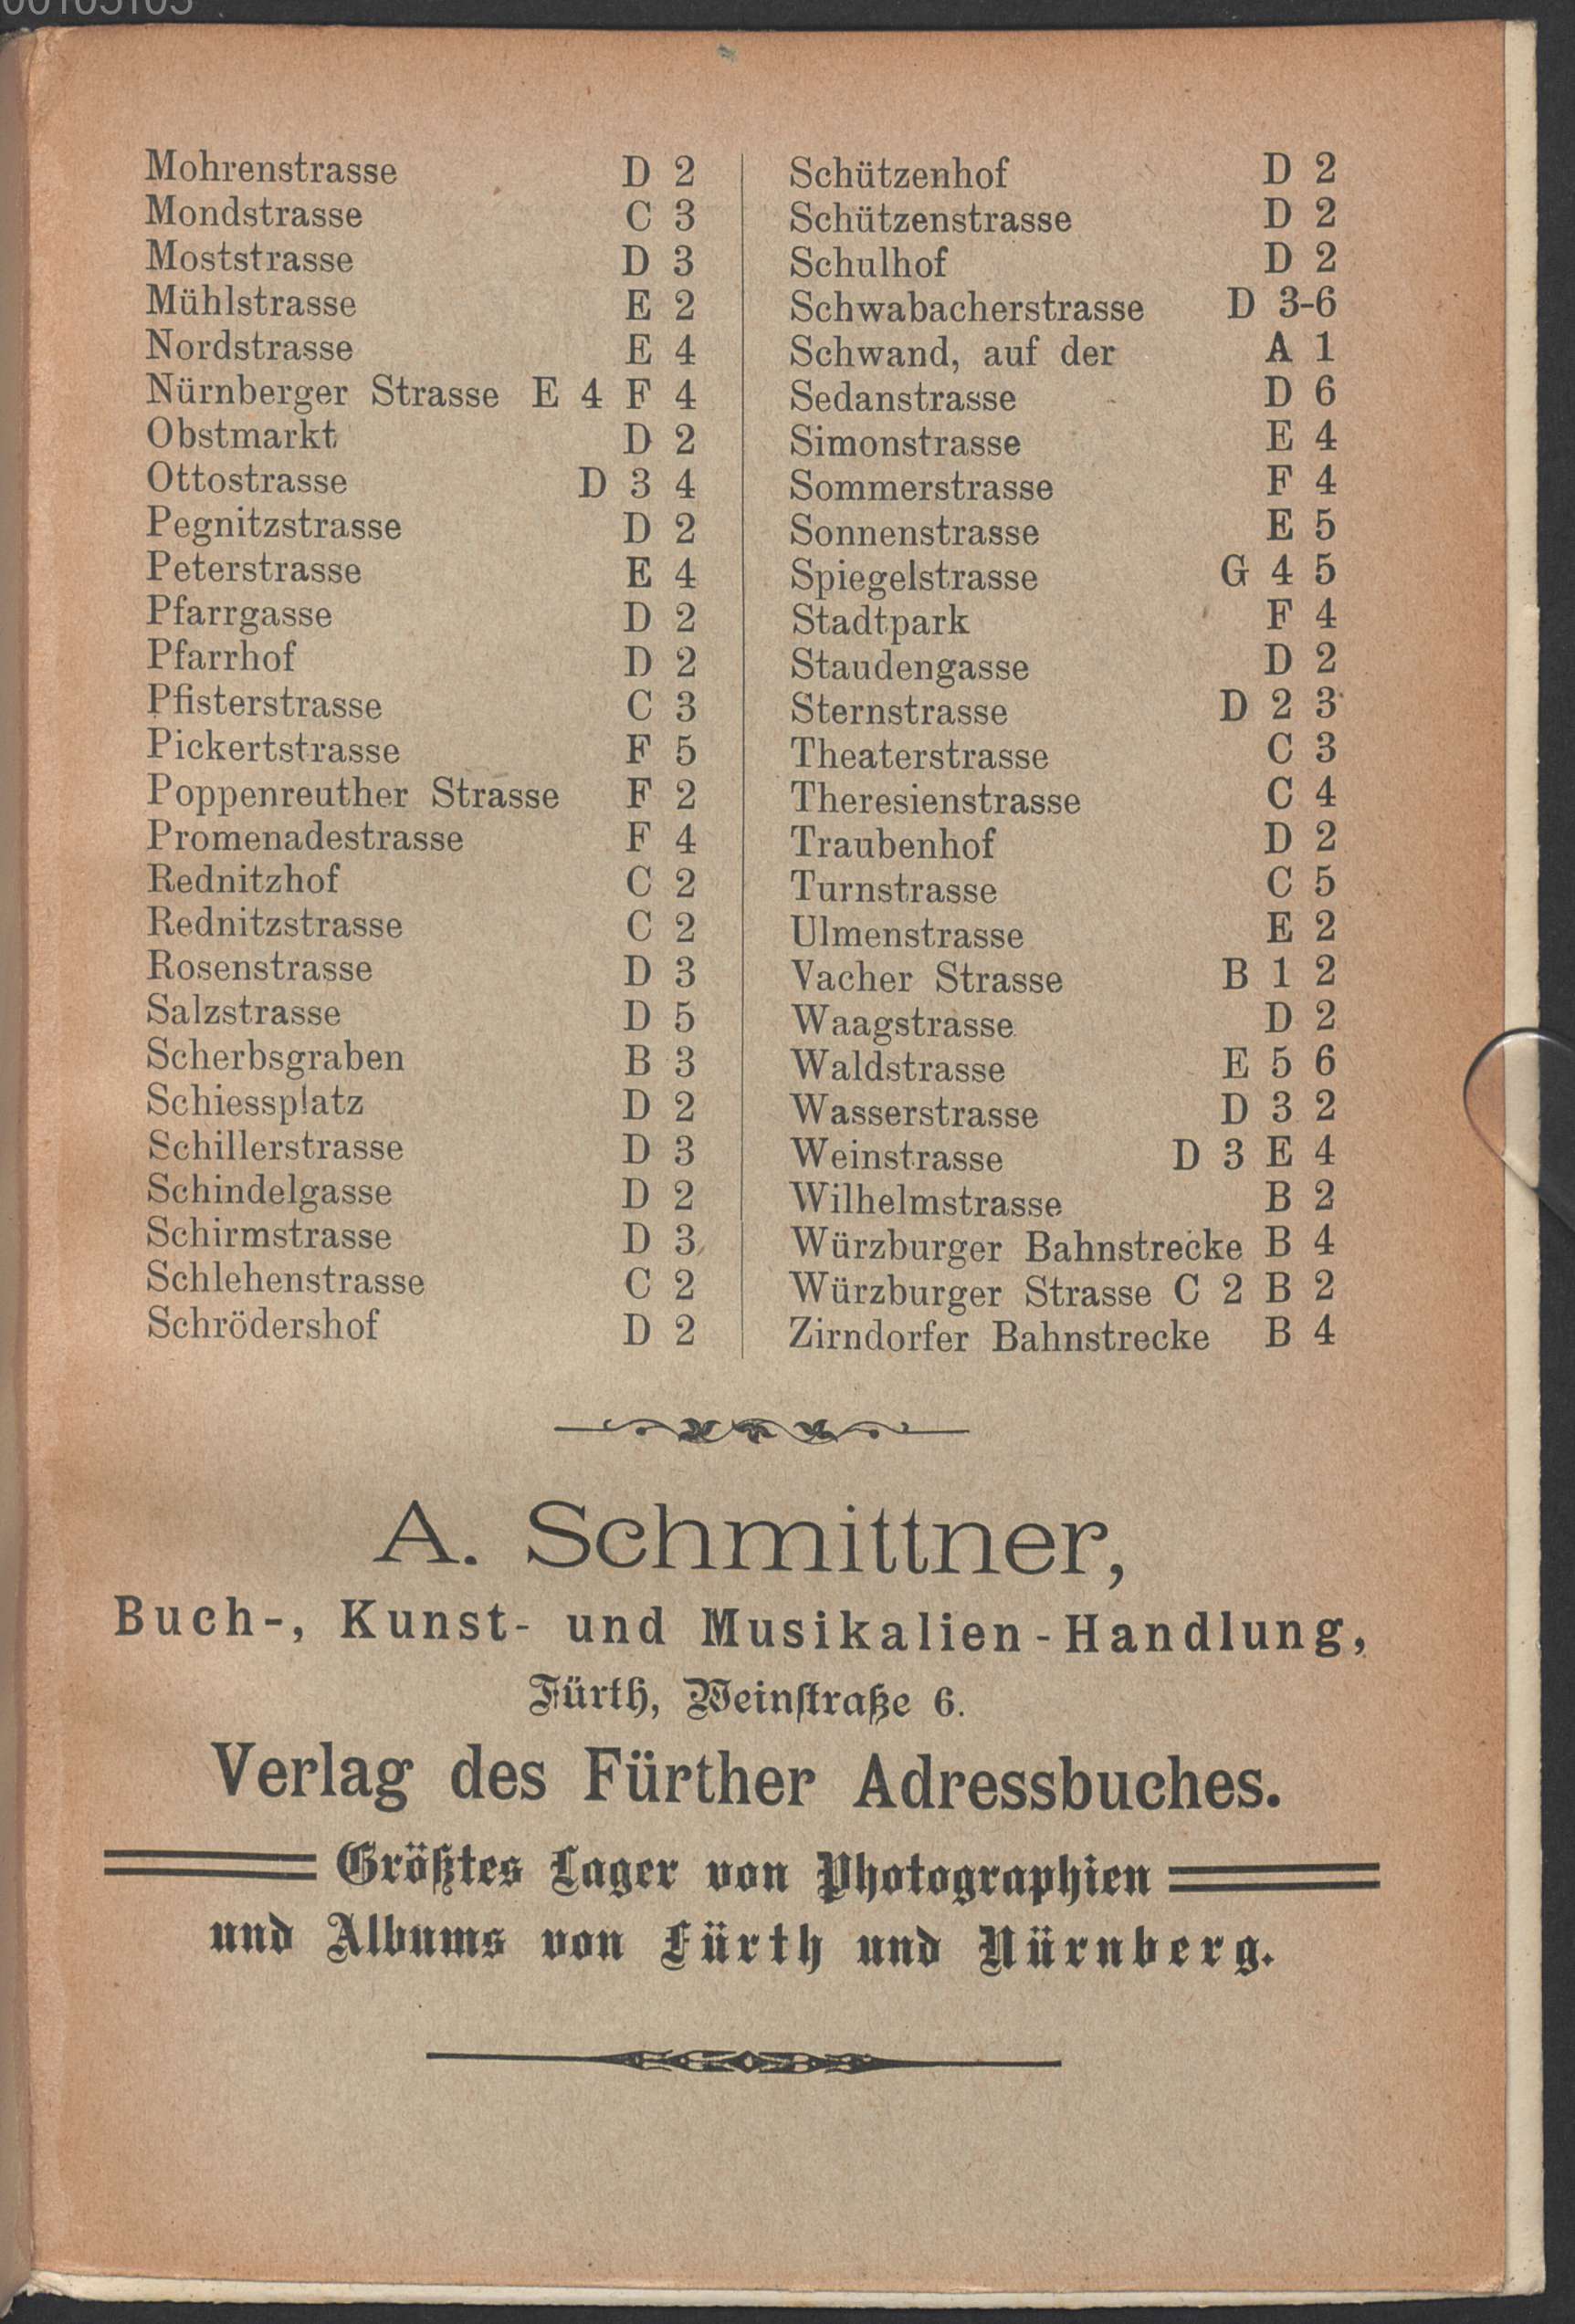 Mohrenstrasse D 2
Mondstrasse C 3
Moststrasse D 3
Mühlstrasse E 2
Nordstrasse E 4
Nürnberger Strasse E 4 F 4
Obstmarkt D 2
Ottostrasse D 3 4
Pegnitzstrasse D 2
Peterstrasse E 4
Pfarrgasse D 2
Pfarrhof D 2
Pfisterstrasse C 3
Pickertstrasse F 5
Poppenreuther Strasse F 2
Promenadestrasse F 4
Rednitzhof C 2
Rednitzstrasse C 2
Rosenstrasse D 3
Salzstrasse D 5
Scherbsgraben B 3
Schiessplatz D 2
Schillerstrasse D 3
Schindelgasse D 2
Schirmstrasse D 3
Schlehenstrasse C 2
Schrödershof D 2
Schützenhof D 2
Schützenstrasse D 2
Schulhof D 2
Schwabacherstrasse D 3-6
Schwand, auf der A 1
Sedanstrasse D 6
Simonstrasse E 4
Sommerstrasse F 4
Sonnenstrasse E 5
Spiegelstrasse G 4 5
Stadtpark F 4
Staudengasse D 2
Sternstrasse D 2 3
Theaterstrasse C 3
Theresienstrasse C 4
Traubenhof D 2
Turnstrasse C 5
Ulmenstrasse E 2
Vacher Strasse B 1 2
Waagstrasse D 2
Waldstrasse E 5 6
Wasserstrasse D 3 2
Weinstrasse D 3 E 4
Wilhelmstrasse B 2
Würzburger Bahnstrecke B 4
Würzburger Strasse C 2 B 2
Zirndorfer Bahnstrecke B 4
A. Schmittner,
Buch-, Kunst- und Musikalien-Handlung,
Fürth, Weinstraße 6.
Verlag des Fürther Adressbuches.
Größtes Lager von Photographien
und Albums von Fürth und Nürnberg.